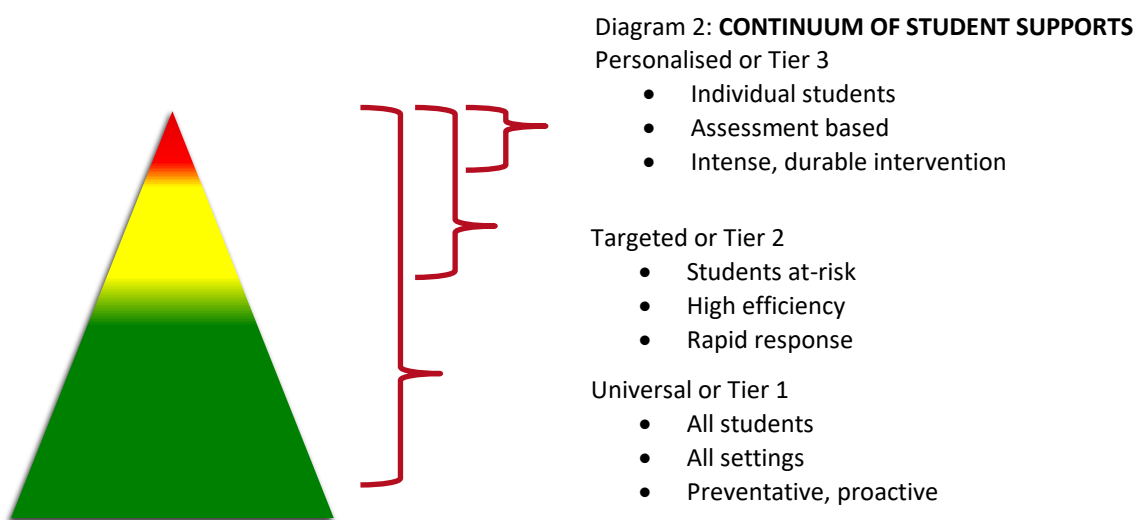 Diagram 2: CONTINUUM OF STUDENT SUPPORTS
Personalised or Tier 3
• Individual students
• Assessment based
• Intense, durable intervention
Targeted or Tier 2
• Students at-risk
• High efficiency
• Rapid response
Universal or Tier 1
• All students
• All settings
• Preventative, proactive